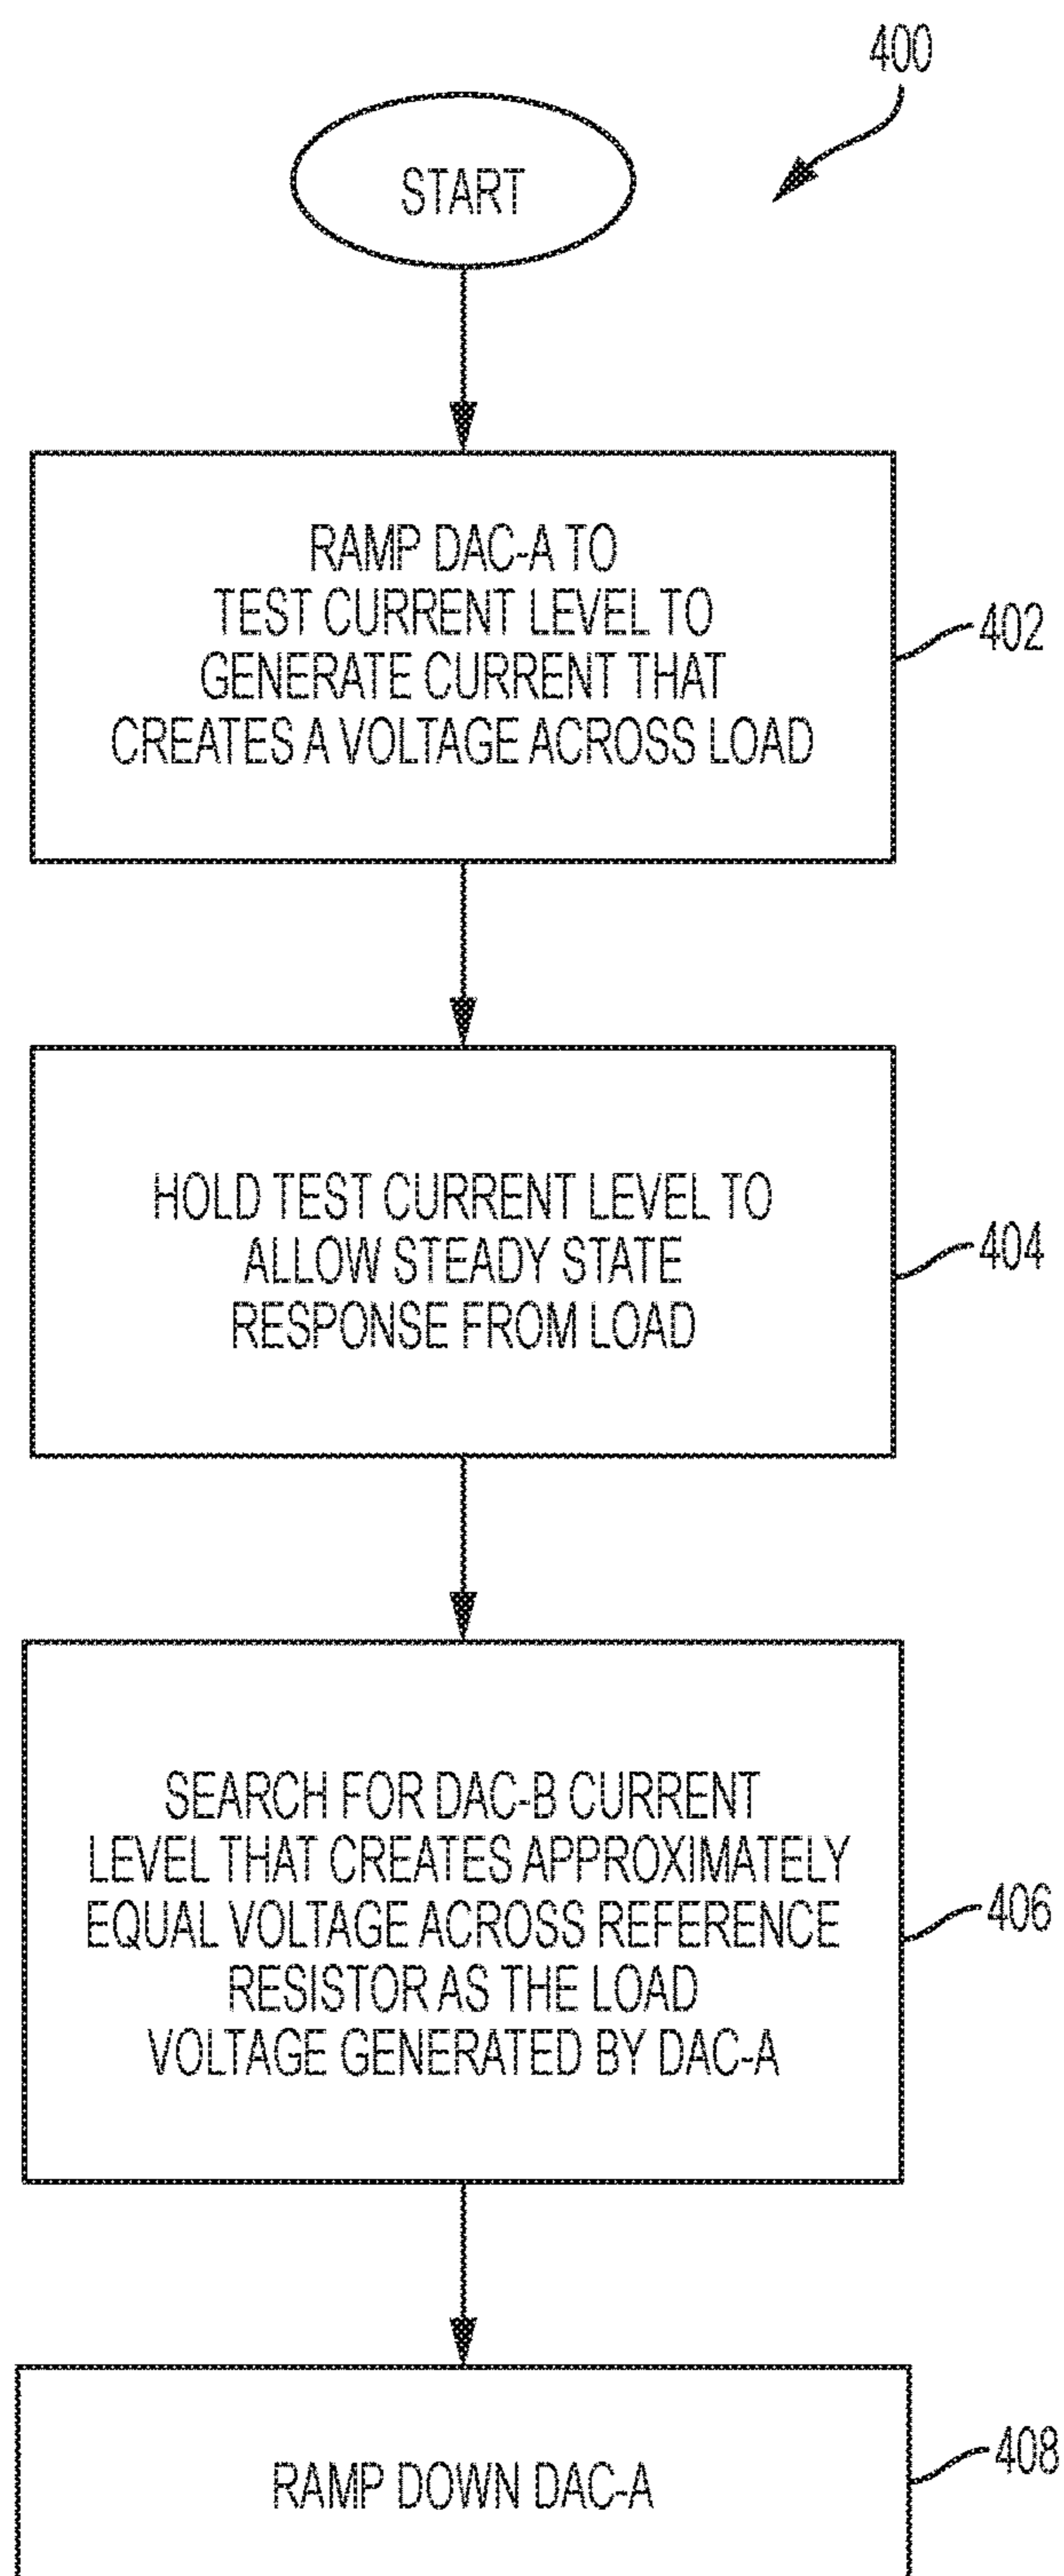 400
START
RAMP DAC-A TO
TEST CURRENT LEVEL TO
GENERATE CURRENT THAT
CREATES A VOLTAGE ACROSS LOAD
402
HOLD TEST CURRENT LEVEL TO
ALLOW STEADY STATE
RESPONSE FROM LOAD
404
SEARCH FOR DAC-B CURRENT
LEVEL THAT CREATES APPROXIMATELY
EQUAL VOLTAGE ACROSS REFERENCE
RESISTOR AS THE LOAD
VOLTAGE GENERATED BY DAC-A
406
RAMP DOWN DAC-A
408